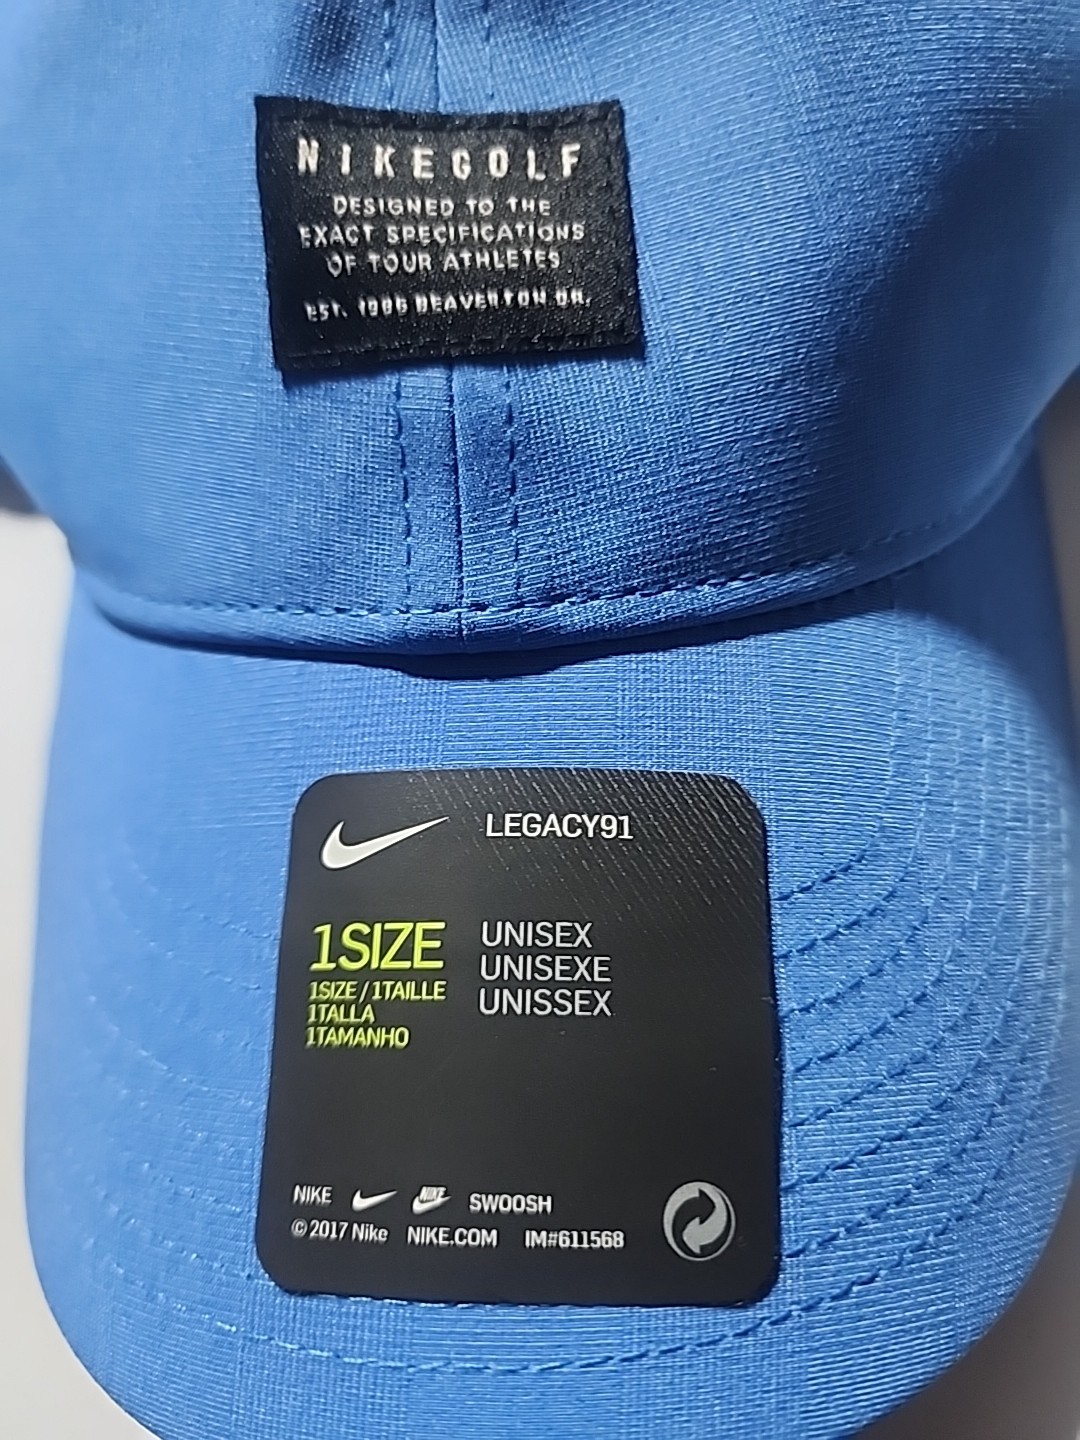 NIKEGOLF
DESIGNED TO THE
EXACT SPECIFICATIONS
OF TOUR ATHLETES
EST. BEAVERTON OR.
LEGACY91
1SIZE
1SIZE / 1TAILLE
1TALLA
1TAMANHO
UNISEX
UNISEXE
UNISSEX
NIKE NIKE SWOOSH
© 2017 Nike NIKE.COM IM#611568